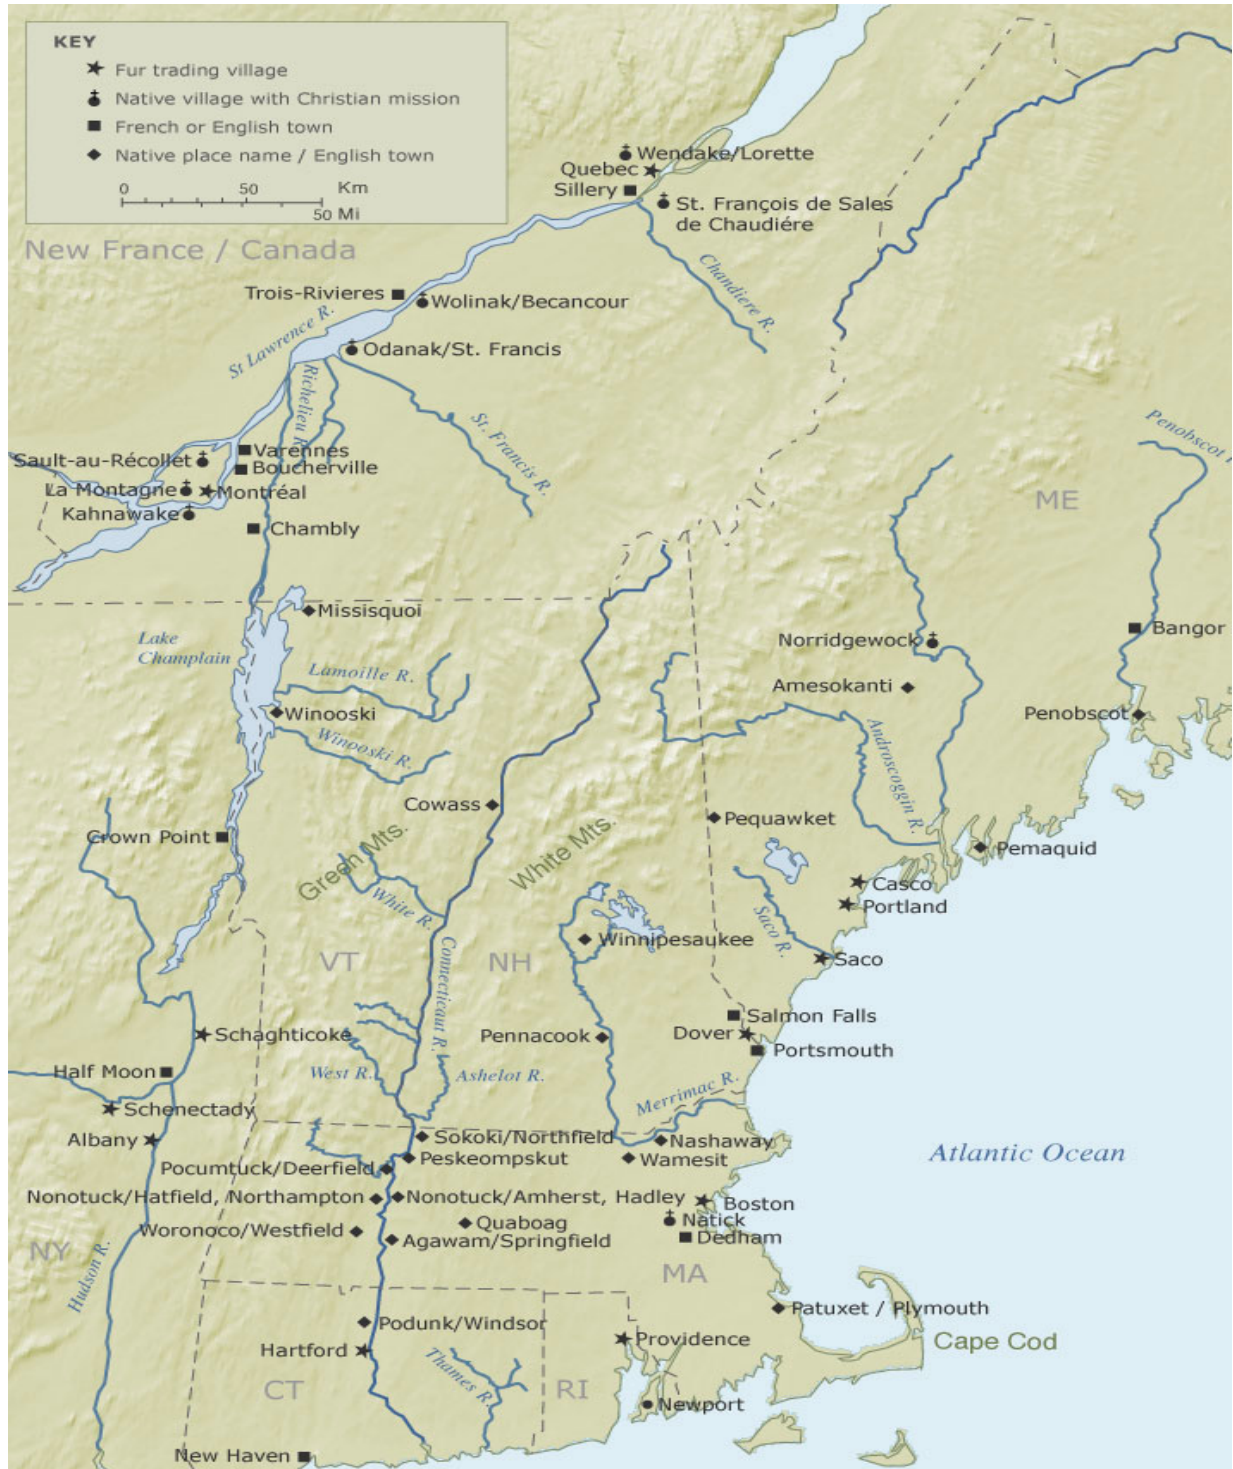 KEY
Fur trading village
Native village with Christian mission
French or English town
Native place name / English town
0 50 Km
50 Mi
New France / Canada
Wendake/Lorette
Quebec
Sillery
St. François de Sales
de Chaudiére
Chandiere R.
Trois-Rivieres
Wolinak/Becancour
St Lawrence R.
Odanak/St. Francis
Richelieu R.
St. Francis R.
Penobscot R
Varennes
Sault-au-Récollet
Boucherville
La Montagne
Montréal
ME
Kahnawake
Chambly
Missisquoi
Bangor
Lake
Champlain
Norridgewock
Lamoille R.
Amesokanti
Winooski
Penobscot
Winooski R.
Androscoggin R.
Cowass
Pequawket
Crown Point
Green Mts.
White Mts.
Pemaquid
Casco
White R.
Portland
Saco R.
Winnipesaukee
VT
NH
Saco
Connecticaut R.
Salmon Falls
Schaghticoke
Pennacook
Dover
Portsmouth
Half Moon
West R.
Ashelot R.
Merrimac R.
Schenectady
Albany
Sokoki/Northfield
Nashaway
Atlantic Ocean
Pocumtuck/Deerfield
Peskeompskut
Wamesit
Nonotuck/Hatfield, Northampton
Nonotuck/Amherst, Hadley
Boston
Woronoco/Westfield
Quaboag
Natick
Agawam/Springfield
Dedham
NY
Hudson R.
MA
Patuxet / Plymouth
Podunk/Windsor
Providence
Cape Cod
Hartford
Thames R.
CT
RI
Newport
New Haven